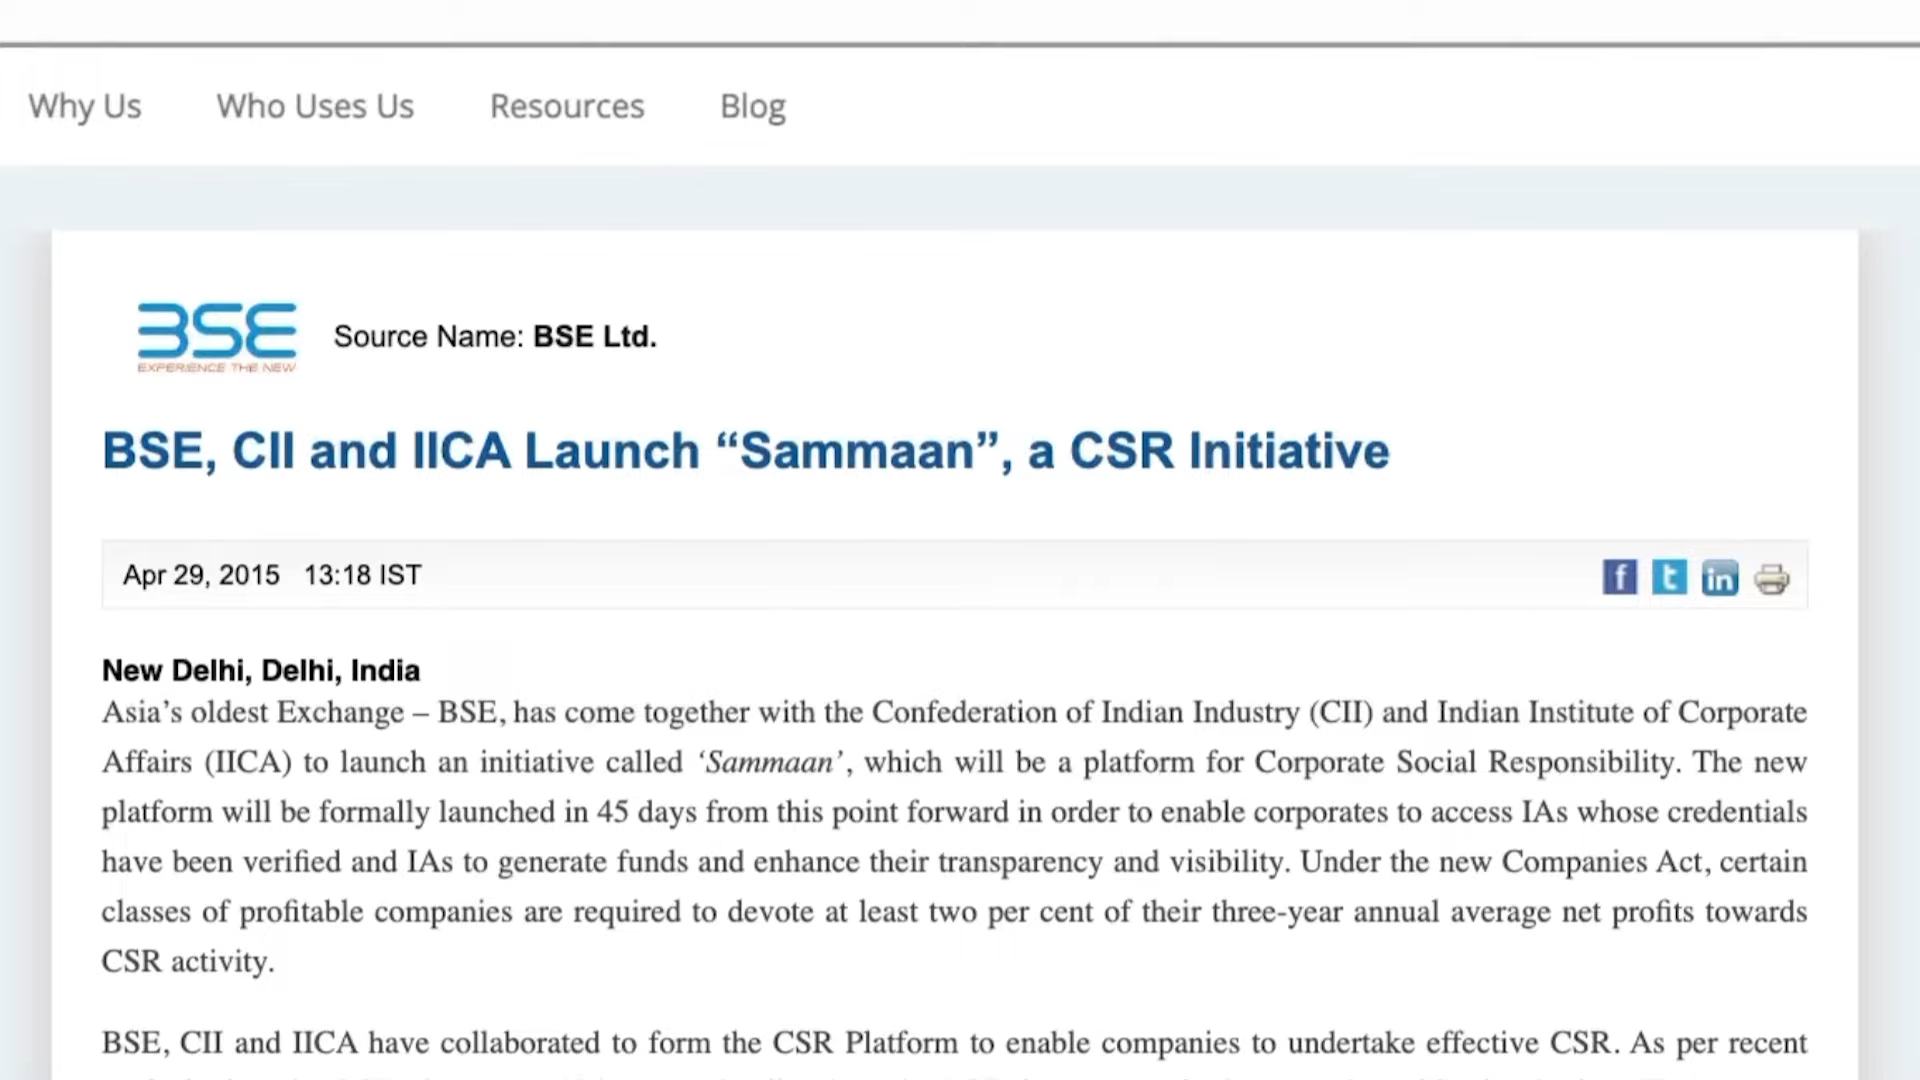 Why Us Who Uses Us Resources Blog
BSE
EXPERIENCE THE NEW
Source Name: BSE Ltd.
BSE, CII and IICA Launch “Sammaan”, a CSR Initiative
Apr 29, 2015 13:18 IST
New Delhi, Delhi, India
Asia’s oldest Exchange – BSE, has come together with the Confederation of Indian Industry (CII) and Indian Institute of Corporate
Affairs (IICA) to launch an initiative called ‘Sammaan’, which will be a platform for Corporate Social Responsibility. The new
platform will be formally launched in 45 days from this point forward in order to enable corporates to access IAs whose credentials
have been verified and IAs to generate funds and enhance their transparency and visibility. Under the new Companies Act, certain
classes of profitable companies are required to devote at least two per cent of their three-year annual average net profits towards
CSR activity.
BSE, CII and IICA have collaborated to form the CSR Platform to enable companies to undertake effective CSR. As per recent